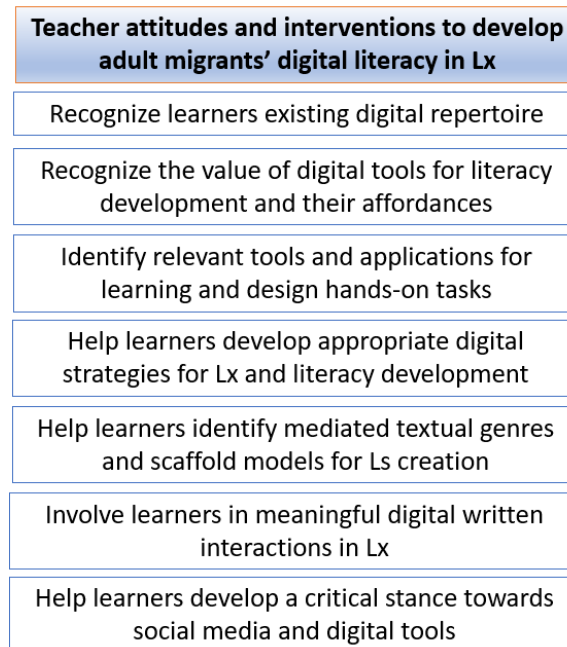 Teacher attitudes and interventions to develop
adult migrants' digital literacy in Lx
Recognize learners existing digital repertoire
Recognize the value of digital tools for literacy
development and their affordances
Identify relevant tools and applications for
learning and design hands-on tasks
Help learners develop appropriate digital
strategies for Lx and literacy development
Help learners identify mediated textual genres
and scaffold models for Ls creation
Involve learners in meaningful digital written
interactions in Lx
Help learners develop a critical stance towards
social media and digital tools